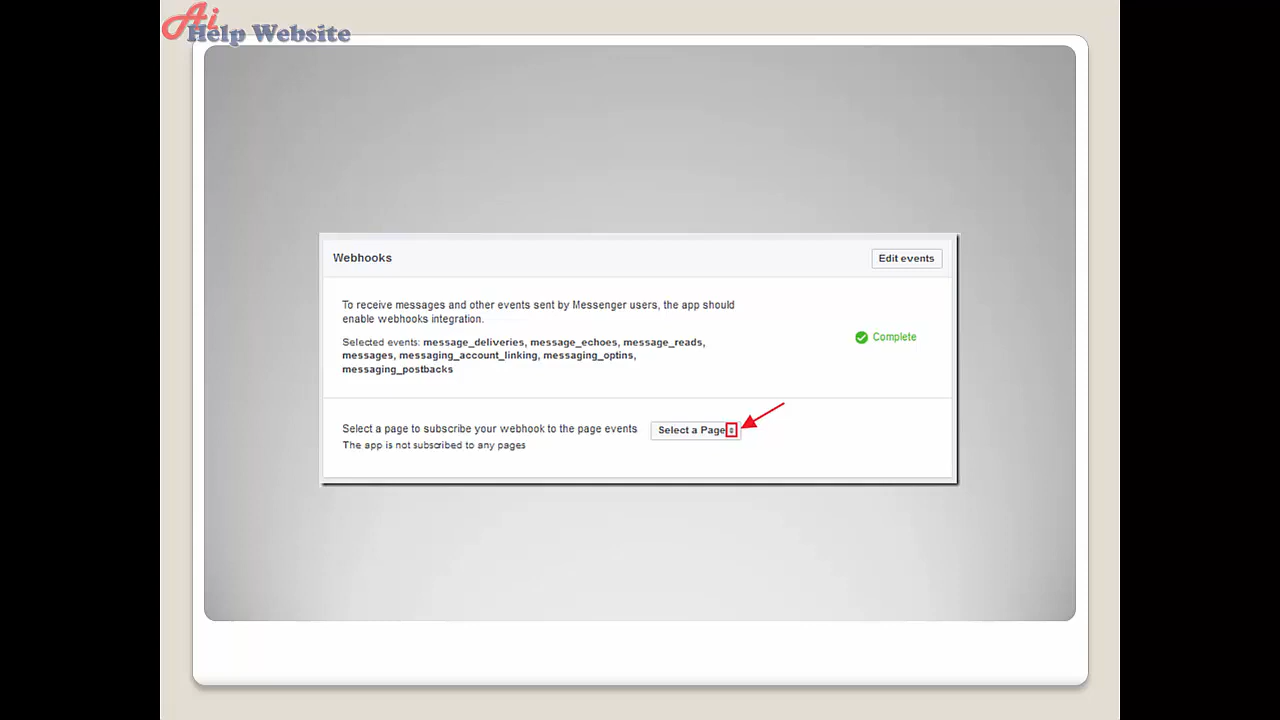 Ai
Help Website
Webhooks
Edit events
To receive messages and other events sent by Messenger users, the app should
enable webhooks integration.
Selected events: message_deliveries, message_echoes, message_reads,
messages, messaging_account_linking, messaging_optins,
messaging_postbacks
Complete
Select a page to subscribe your webhook to the page events
Select a Page
The app is not subscribed to any pages